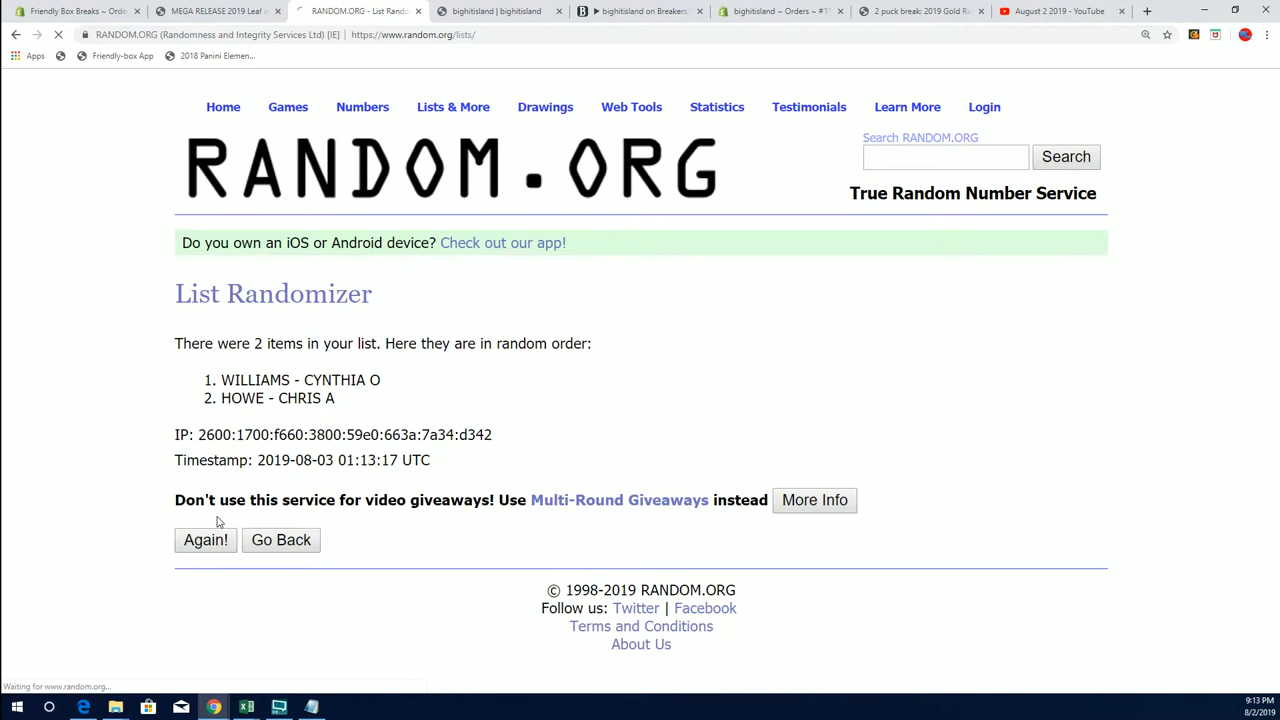 Friendly Box Breaks ~ Orde
MEGA RELEASE 2019 Leaf
RANDOM.ORG - List Rando
bighitisland | bighitisland
bighitisland on Breakers.
bighitisland ~ Orders ~ #1
2 puck break: 2019 Gold Ru
August 2 2019 - YouTube
RANDOM.ORG (Randomness and Integrity Services Ltd) [IE] | https://www.random.org/lists/
Apps Friendly-box App 2018 Panini Elemen...
Home Games Numbers Lists & More Drawings Web Tools Statistics Testimonials Learn More Login
RANDOM.ORG
Search RANDOM.ORG
Search
True Random Number Service
Do you own an iOS or Android device? Check out our app!
List Randomizer
There were 2 items in your list. Here they are in random order:
1. WILLIAMS - CYNTHIA O
2. HOWE - CHRIS A
IP: 2600:1700:f660:3800:59e0:663a:7a34:d342
Timestamp: 2019-08-03 01:13:17 UTC
Don't use this service for video giveaways! Use Multi-Round Giveaways instead More Info
Again! Go Back
© 1998-2019 RANDOM.ORG
Follow us: Twitter | Facebook
Terms and Conditions
About Us
Waiting for www.random.org...
9:13 PM
8/2/2019